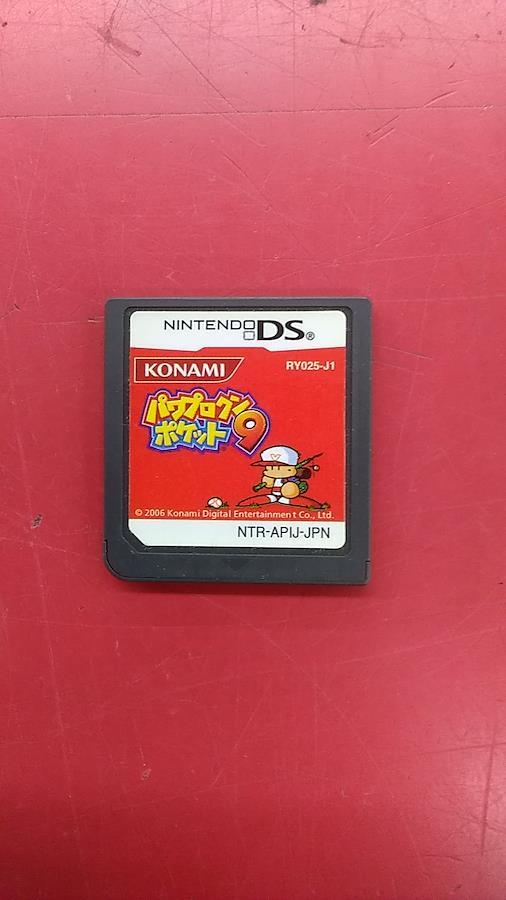 NINTENDO DS®
KONAMI
RY025-J1
パワプロクン
ポケット9
© 2006 Konami Digital Entertainment Co., Ltd.
NTR-APIJ-JPN